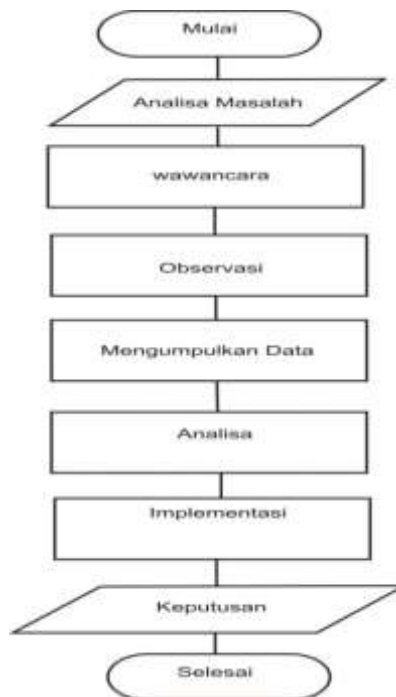 Mulai
Analisa Masalah
wawancara
Observasi
Mengumpulkan Data
Analisa
Implementasi
Keputusan
Selesai